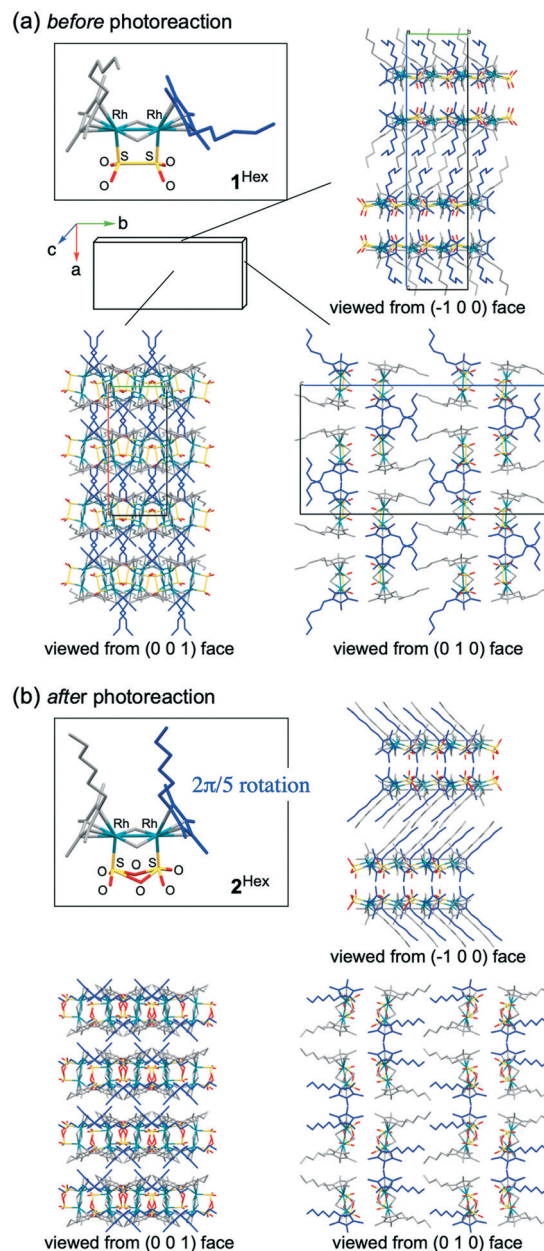 (a) before photoreaction
Rh Rh
S S
O O
O O
1Hex
b
c
a
a b
viewed from (-1 0 0) face
c
viewed from (0 0 1) face
viewed from (0 1 0) face
(b) after photoreaction
2π/5 rotation
Rh Rh
S O S
O O
O O O
2Hex
viewed from (-1 0 0) face
viewed from (0 0 1) face
viewed from (0 1 0) face